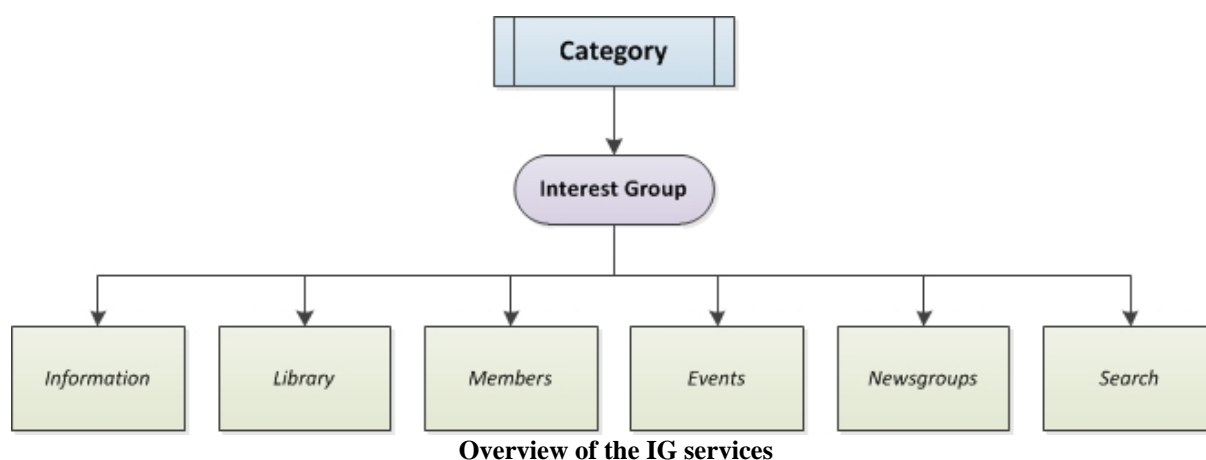 Category
Interest Group
Information Library Members Events Newsgroups Search
Overview of the IG services